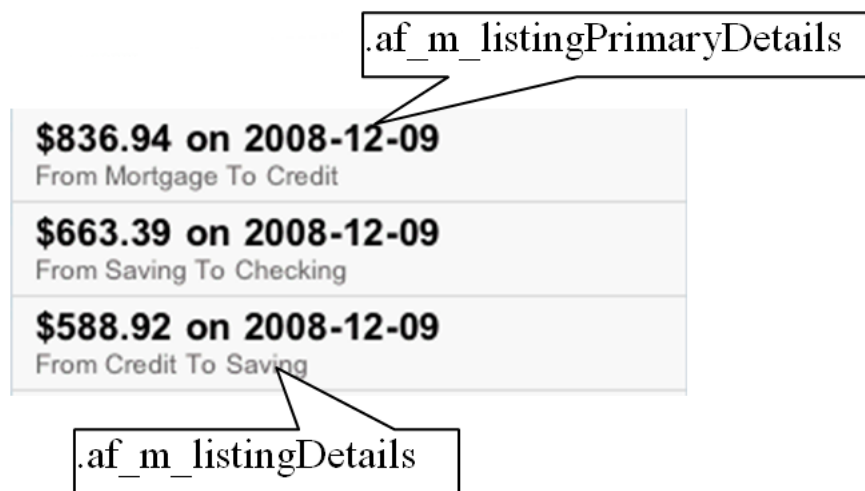 .af_m_listingPrimaryDetails
$836.94 on 2008-12-09
From Mortgage To Credit
$663.39 on 2008-12-09
From Saving To Checking
$588.92 on 2008-12-09
From Credit To Saving
.af_m_listingDetails